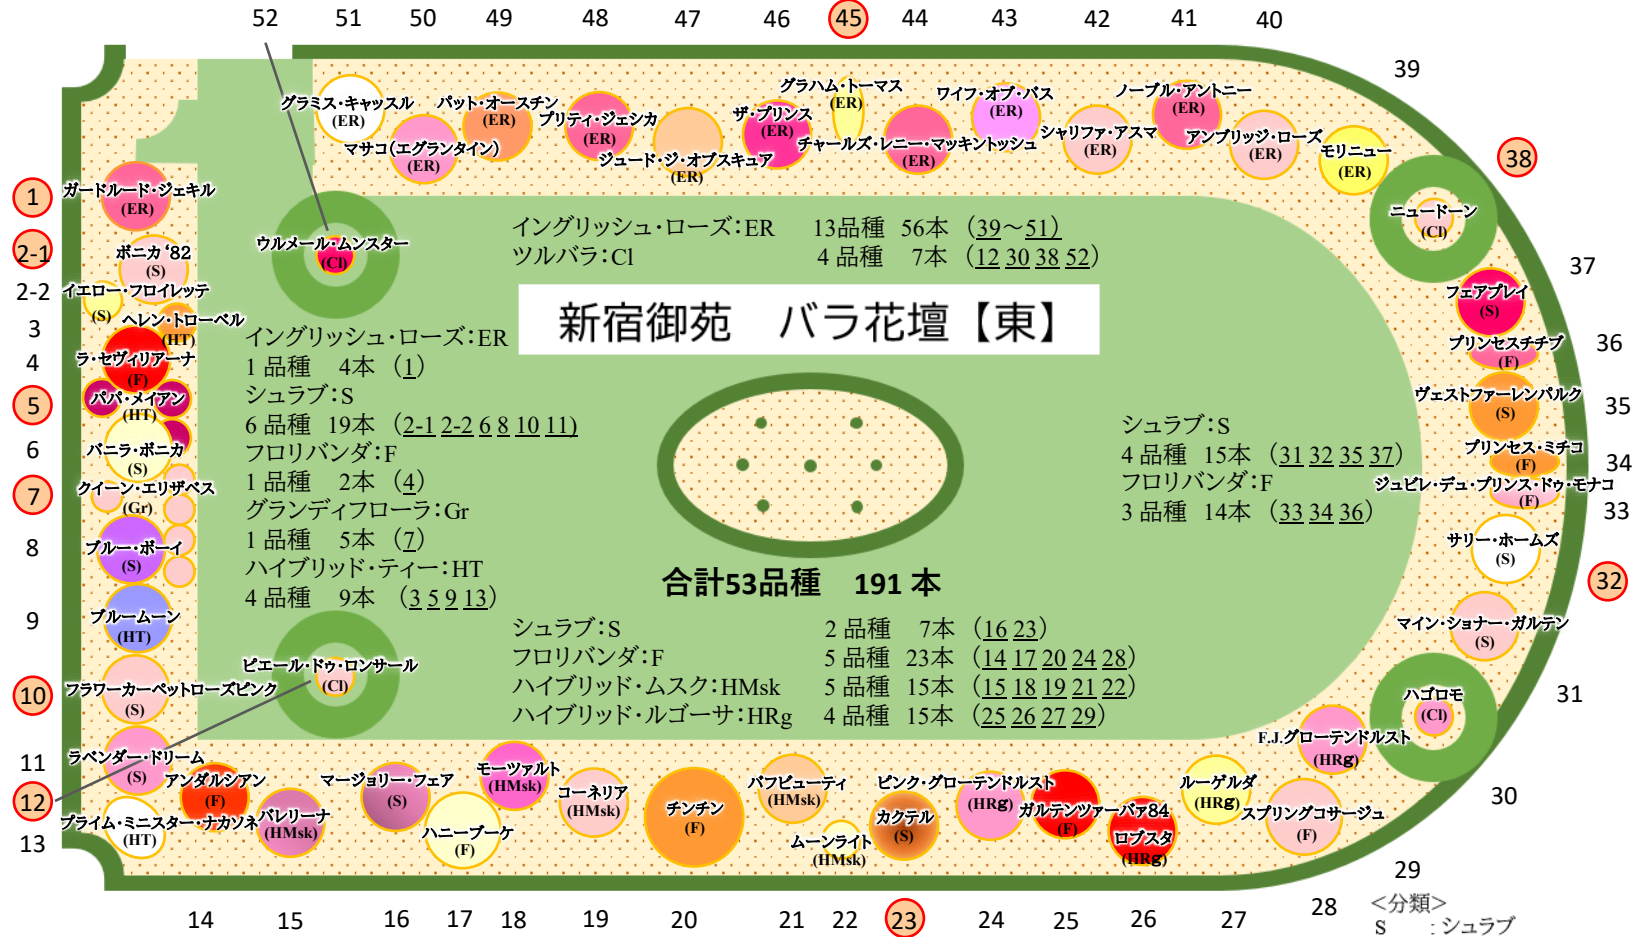 52
51
50
49
48
47
46
45
44
43
42
41
40
39
グラミス・キャッスル
(ER)
マサコ(エグランタイン)
(ER)
パット・オースチン
(ER)
プリティ・ジェシカ
(ER)
ジュード・ジ・オブスキュア
(ER)
ザ・プリンス
(ER)
グラハム・トーマス
(ER)
チャールズ・レニー・マッキントッシュ
(ER)
ワイフ・オブ・バス
(ER)
シャリファ・アスマ
(ER)
ノーブル・アントニー
(ER)
アンブリッジ・ローズ
(ER)
モリニュー
(ER)
38
ニュードーン
(Cl)
1
ガードルード・ジェキル
(ER)
2-1
ボニカ‘82
(S)
2-2
イエロー・フロイレッテ
(S)
3
ヘレン・トローベル
(HT)
4
ラ・セヴィリアーナ
(F)
5
パパ・メイアン
(HT)
6
バニラ・ボニカ
(S)
7
クイーン・エリザベス
(Gr)
8
ブルー・ボーイ
(S)
9
ブルームーン
(HT)
10
フラワーカーペットローズピンク
(S)
11
ラベンダー・ドリーム
(S)
12
13
プライム・ミニスター・ナカソネ
(HT)
ウルメール・ムンスター
(Cl)
イングリッシュ・ローズ:ER 13品種 56本 (39～51)
ツルバラ:Cl 4品種 7本 (12 30 38 52)
新宿御苑 バラ花壇【東】
イングリッシュ・ローズ:ER
1品種 4本 (1)
シュラブ:S
6品種 19本 (2-1 2-2 6 8 10 11)
フロリバンダ:F
1品種 2本 (4)
グランディフローラ:Gr
1品種 5本 (7)
ハイブリッド・ティー:HT
4品種 9本 (3 5 9 13)
シュラブ:S
4品種 15本 (31 32 35 37)
フロリバンダ:F
3品種 14本 (33 34 36)
合計53品種 191本
シュラブ:S 2品種 7本 (16 23)
フロリバンダ:F 5品種 23本 (14 17 20 24 28)
ハイブリッド・ムスク:HMsk 5品種 15本 (15 18 19 21 22)
ハイブリッド・ルゴーサ:HRg 4品種 15本 (25 26 27 29)
ピエール・ドゥ・ロンサール
(Cl)
37
フェアプレイ
(S)
36
プリンセスチチブ
(F)
35
ヴェストファーレンパルク
(S)
34
プリンセス・ミチコ
(F)
33
ジュビレ・デュ・プリンス・ドゥ・モナコ
(F)
サリー・ホームズ
(S)
32
マイン・ショナー・ガルテン
(S)
31
ハゴロモ
(Cl)
30
F.J.グローテンドルスト
(HRg)
29
アンダルシアン
(F)
バレリーナ
(HMsk)
マージョリー・フェア
(S)
ハニーブーケ
(F)
モーツァルト
(HMsk)
コーネリア
(HMsk)
チンチン
(F)
バフビューティ
(HMsk)
ムーンライト
(HMsk)
カクテル
(S)
ピンク・グローテンドルスト
(HRg)
ガルテンツァーバァ84
(F)
ロブスタ
(HRg)
ルーゲルダ
(HRg)
スプリングコサージュ
(F)
14
15
16
17
18
19
20
21
22
23
24
25
26
27
28
＜分類＞
S :シュラブ